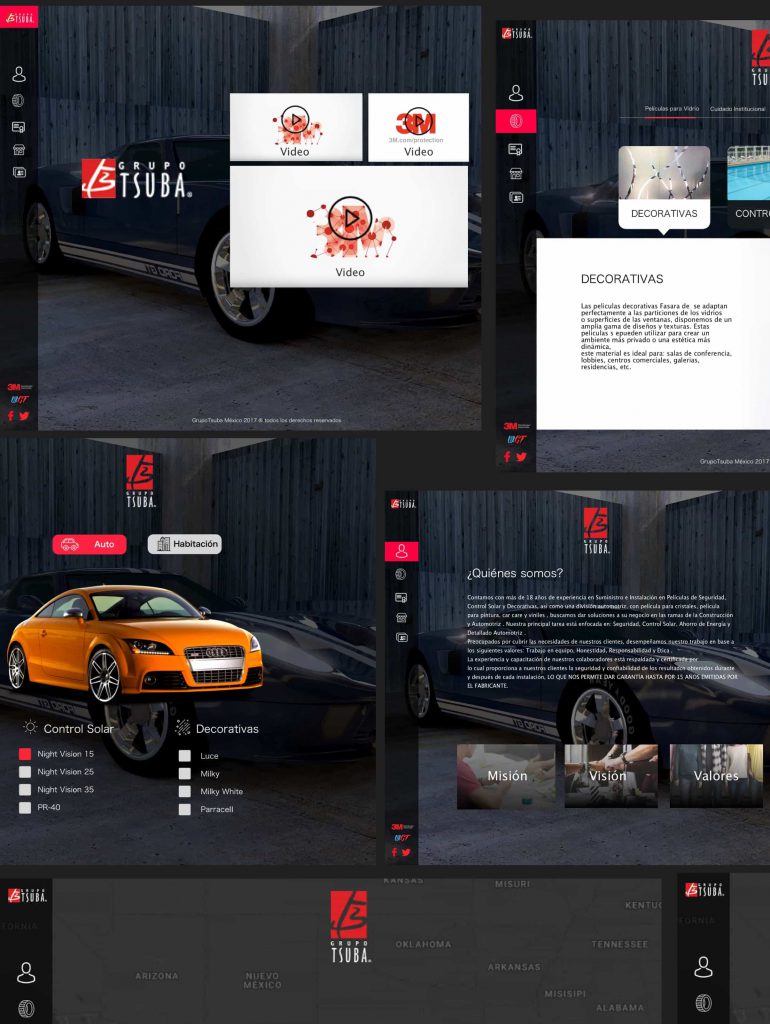 GRUPO
TSUBA®
GRUPO
TSUBA®
Video
3M
3M.com/protection
Video
Video
3M
GrupoTsuba México 2017 ® todos los derechos reservados
GRUPO
TSUBA®
GRUPO
TSU
Películas para Vidrio
Cuidado Institucional
DECORATIVAS
CONTRO
DECORATIVAS
Las películas decorativas Fasara de  se adaptan
perfectamente a las particiones de los vidrios
o superficies de las ventanas, disponemos de un
amplia gama de diseños y texturas. Estas
películas s epueden utilizar para crear un
ambiente más privado o una estética más
dinámica,
este material es ideal para: salas de conferencia,
lobbies, centros comerciales, galerias,
residencias, etc.
3M
GrupoTsuba México 2017
GRUPO
TSUBA®
Auto
Habitación
Control Solar
Night Vision 15
Night Vision 25
Night Vision 35
PR-40
Decorativas
Luce
Milky
Milky White
Parracell
GRUPO
TSUBA®
GRUPO
TSUBA®
¿Quiénes somos?
Contamos con más de 18 años de experiencia en Suministro e Instalación en Películas de Seguridad,
Control Solar y Decorativas, así como una división automotriz, con película para cristales, película
para pintura, car care y viniles , buscamos dar soluciones a su negocio en las ramas de la Construcción
y Automotriz . Nuestra principal tarea está enfocada en: Seguridad, Control Solar, Ahorro de Energía y
Detallado Automotriz .
Preocupados por cubrir las necesidades de nuestros clientes, desempeñamos nuestro trabajo en base a
los siguientes valores: Trabajo en equipo, Honestidad, Responsabilidad y Ética .
La experiencia y capacitación de nuestros colaboradores está respaldada y certificada por
lo cual proporciona a nuestros clientes la seguridad y confiabilidad de los resultados obtenidos durante
y después de cada instalación, LO QUE NOS PERMITE DAR GARANTIA HASTA POR 15 AÑOS EMITIDAS POR
EL FABRICANTE.
Misión
Visión
Valores
3M
GRUPO
TSUBA®
GRUPO
TSUBA®
KANSAS
MISURI
KENTUC
OKLAHOMA
TENNESSEE
ARIZONA
NUEVO
MÉXICO
ARKANSAS
MISISIPI
ALABAMA
GRUPO
TSUBA®